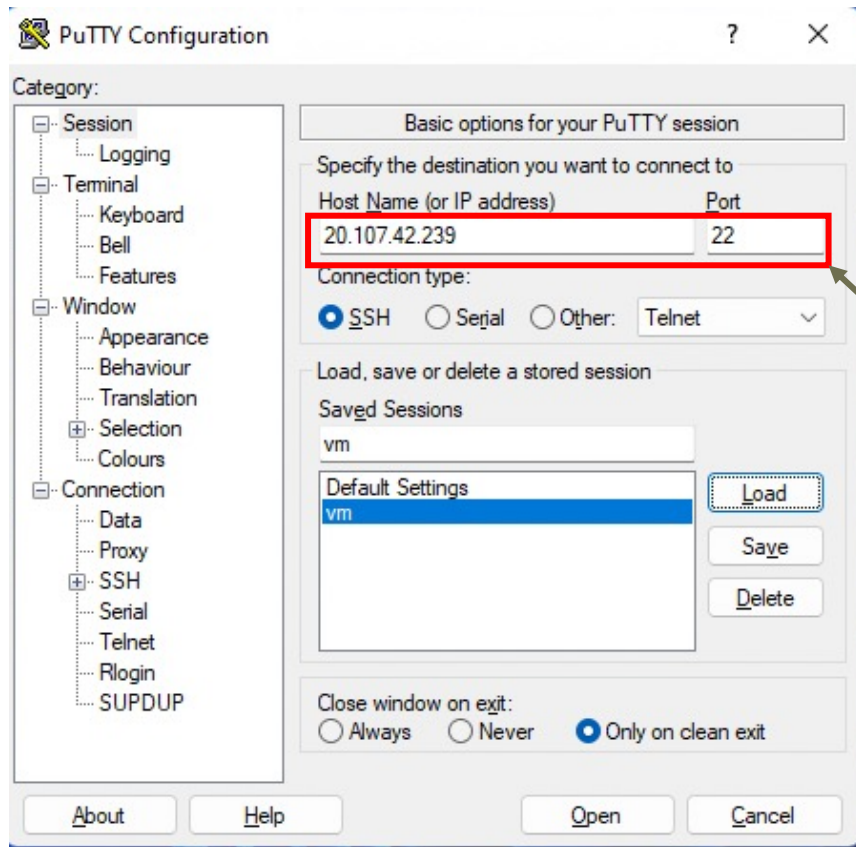 PuTTY Configuration ?
Category:
Session
Logging
Terminal
Keyboard
Bell
Features
Window
Appearance
Behaviour
Translation
Selection
Colours
Connection
Data
Proxy
SSH
Serial
Telnet
Rlogin
SUPDUP
Basic options for your PuTTY session
Specify the destination you want to connect to
Host Name (or IP address) Port
20.107.42.239 22
Connection type:
SSH Serial Other: Telnet
Load, save or delete a stored session
Saved Sessions
vm
Default Settings
vm
Load
Save
Delete
Close window on exit:
Always Never Only on clean exit
About Help Open Cancel